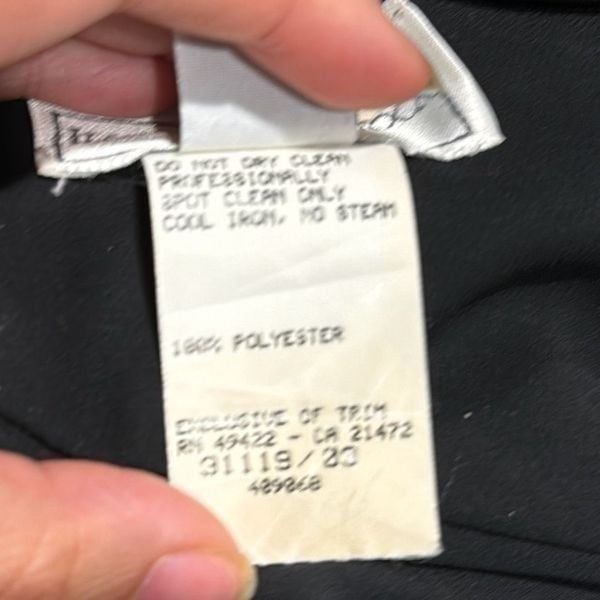 DO NOT DRY CLEAN
PROFESSIONALLY
SPOT CLEAN ONLY
COOL IRON, NO STEAM
100% POLYESTER
EXCLUSIVE OF TRIM
RN 49422 - CA 21472
31119/03
409068